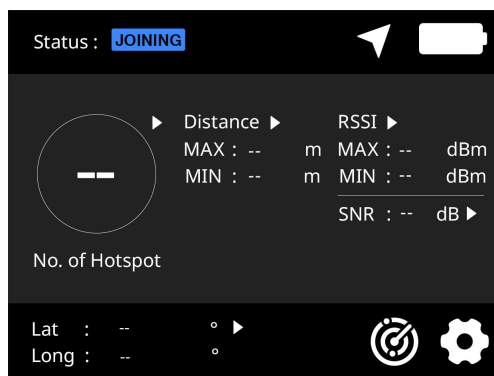 Status : JOINING
Distance RSSI
MAX : -- m MAX : -- dBm
-- MIN : -- m MIN : -- dBm
SNR : -- dB
No. of Hotspot
Lat : -- °
Long : -- °